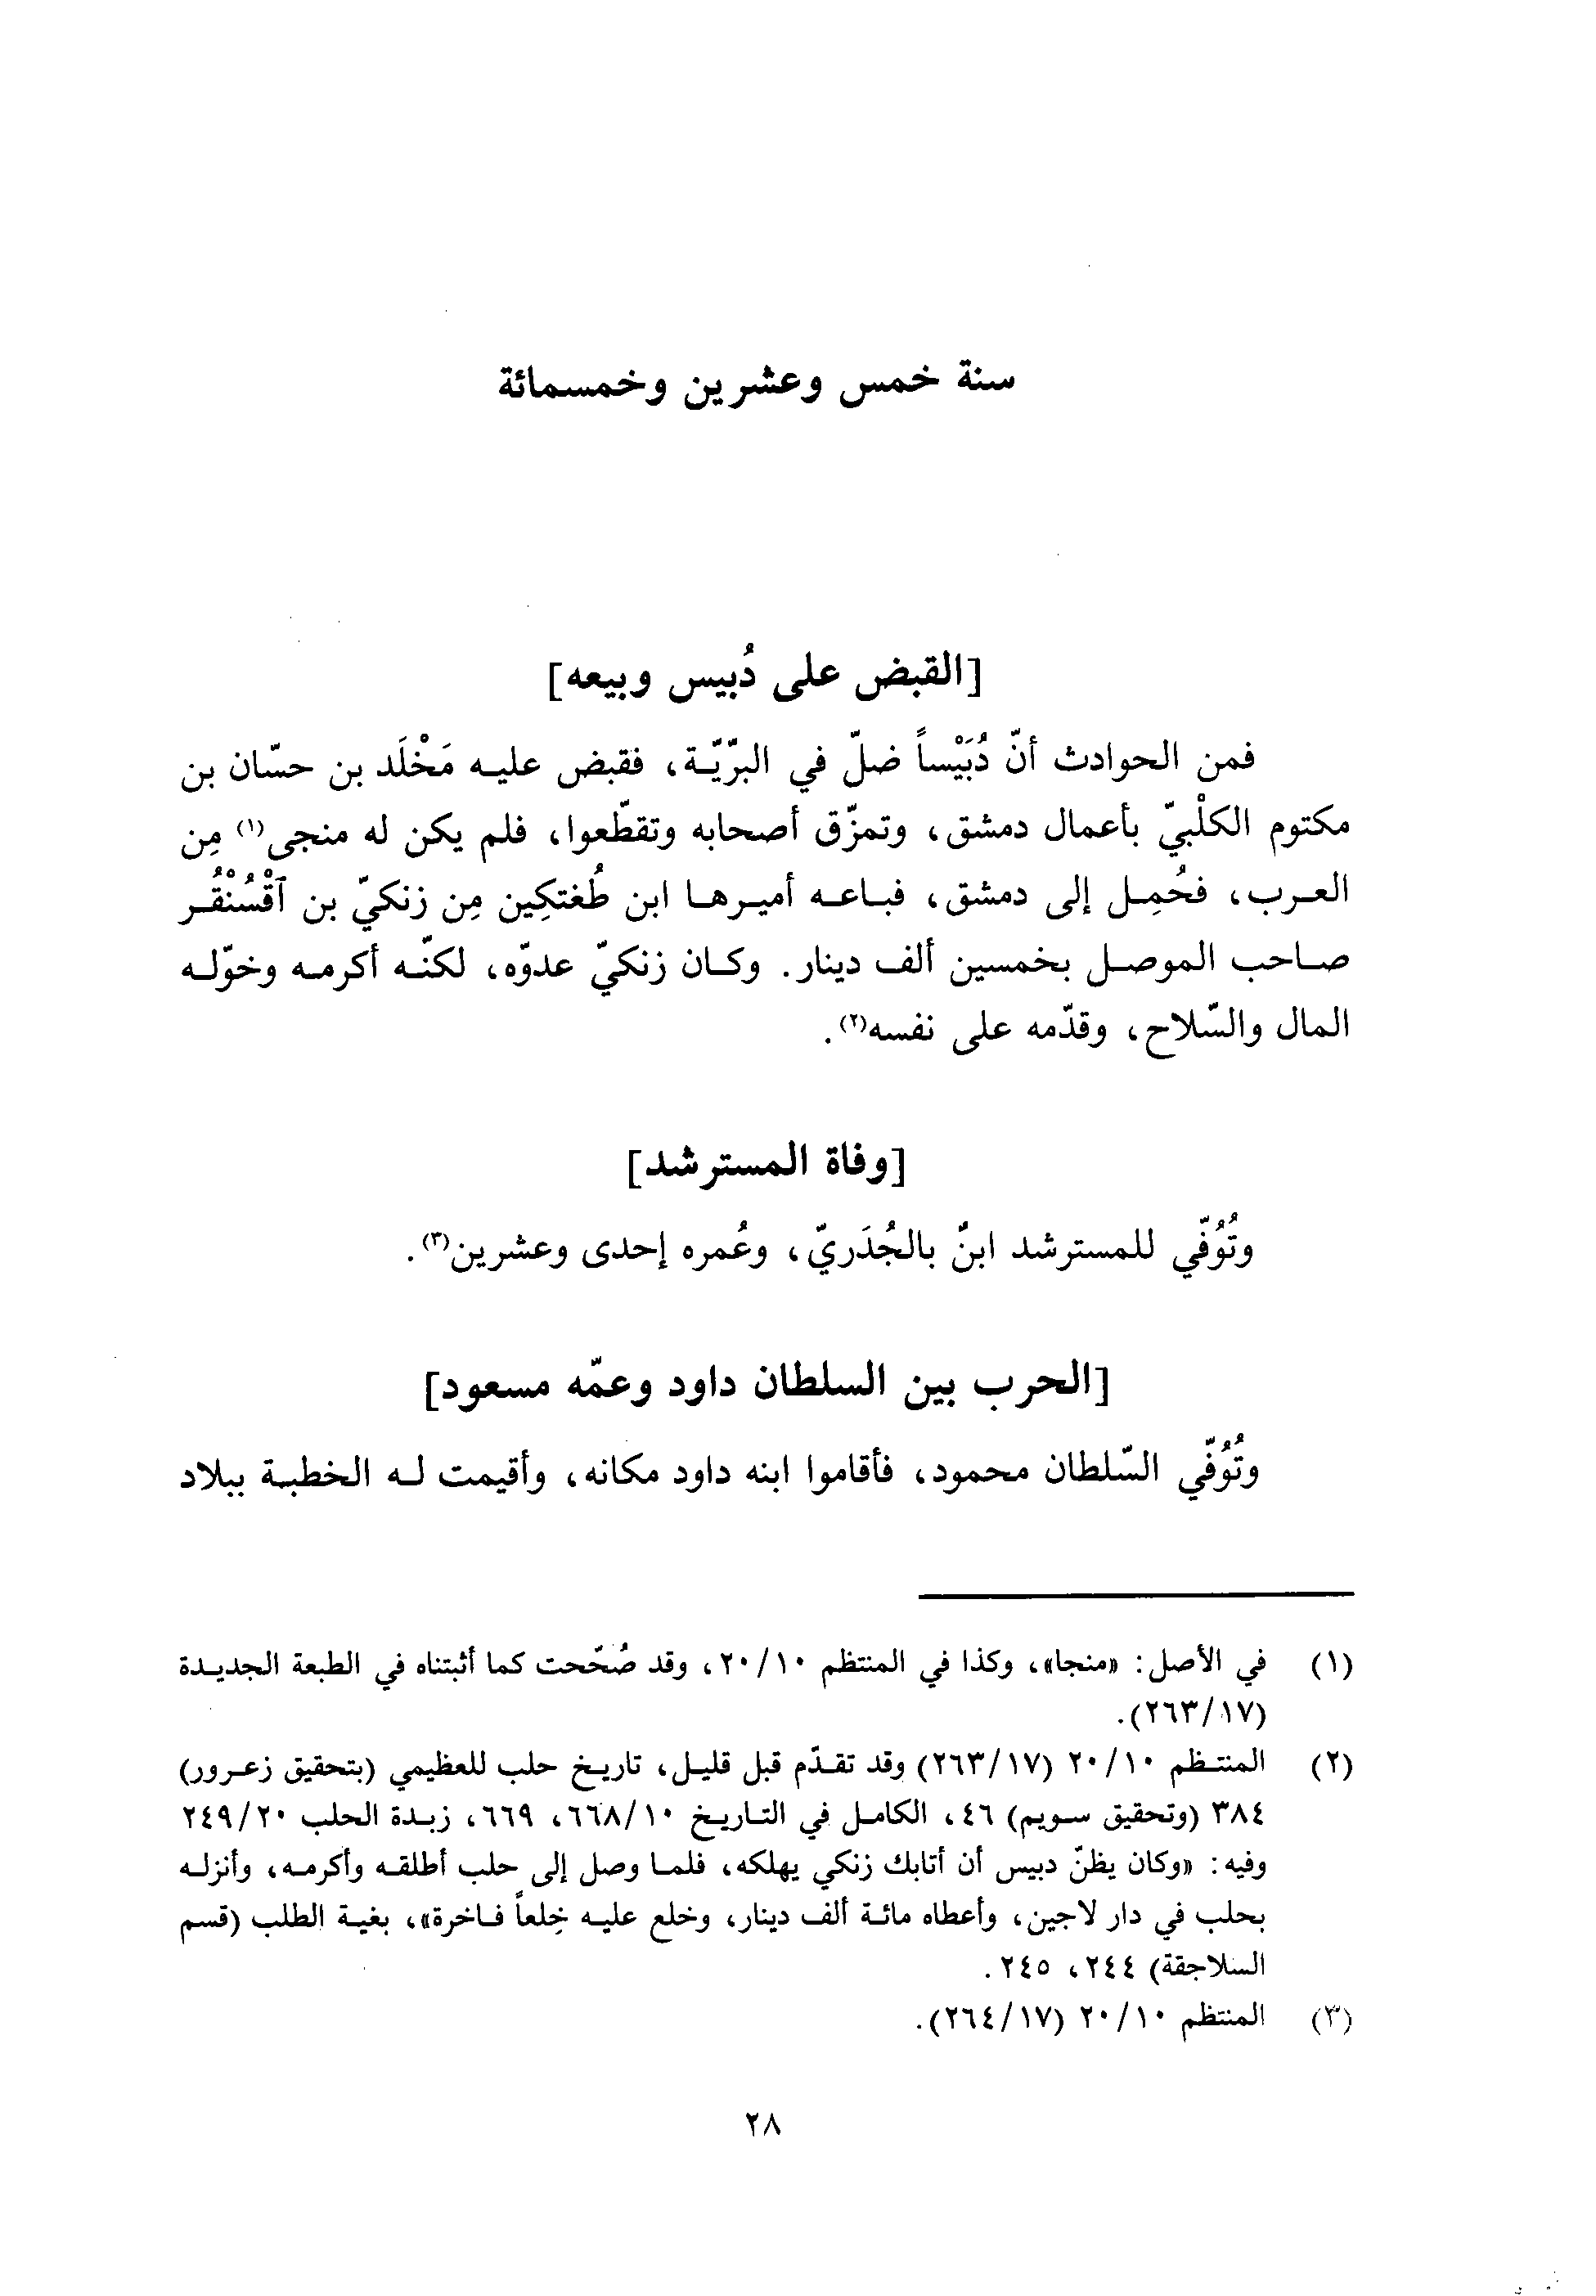 سنة خمس وعشرين وخمسمائة
[القبض على دُبيس وبيعه]
فمن الحوادث أنّ دُبَيْساً ضلّ في البرّيّة، فقبض عليه مَخْلَد بن حسّان بن
مكتوم الكلْبيّ بأعمال دمشق، وتمزّق أصحابه وتقطّعوا، فلم يكن له منجى(١) مِن
العرب، فحُمِل إلى دمشق، فباعه أميرها ابن طُغتكِين مِن زنكيّ بن آقْسُنْقُر
صاحب الموصل بخمسين ألف دينار. وكان زنكيّ عدوّه، لكنّه أكرمه وخوّله
المال والسّلاح، وقدّمه على نفسه(٢).
[وفاة المسترشد]
وتُوُفّي للمسترشد ابنٌ بالجُدَريّ، وعُمره إحدى وعشرين(٣).
[الحرب بين السلطان داود وعمّه مسعود]
وتُوُفّي السّلطان محمود، فأقاموا ابنه داود مكانه، وأقيمت له الخطبة ببلاد
(١) في الأصل: «منجا»، وكذا في المنتظم ٢٠/١٠، وقد صُحّحت كما أثبتناه في الطبعة الجديدة
(٢٦٣/١٧).
(٢) المنتظم ٢٠/١٠ (٢٦٣/١٧) وقد تقدّم قبل قليل، تاريخ حلب للعظيمي (بتحقيق زعرور)
٣٨٤ (وتحقيق سويم) ٤٦، الكامل في التاريخ ٦٦٨/١٠، ٦٦٩، زبدة الحلب ٢٤٩/٢٠
وفيه: «وكان يظنّ دبيس أن أتابك زنكي يهلكه، فلما وصل إلى حلب أطلقه وأكرمه، وأنزله
بحلب في دار لاجين، وأعطاه مائة ألف دينار، وخلع عليه خِلعاً فاخرة»، بغية الطلب (قسم
السلاجقة) ٢٤٤، ٢٤٥.
(٣) المنتظم ٢٠/١٠ (٢٦٤/١٧).
٢٨